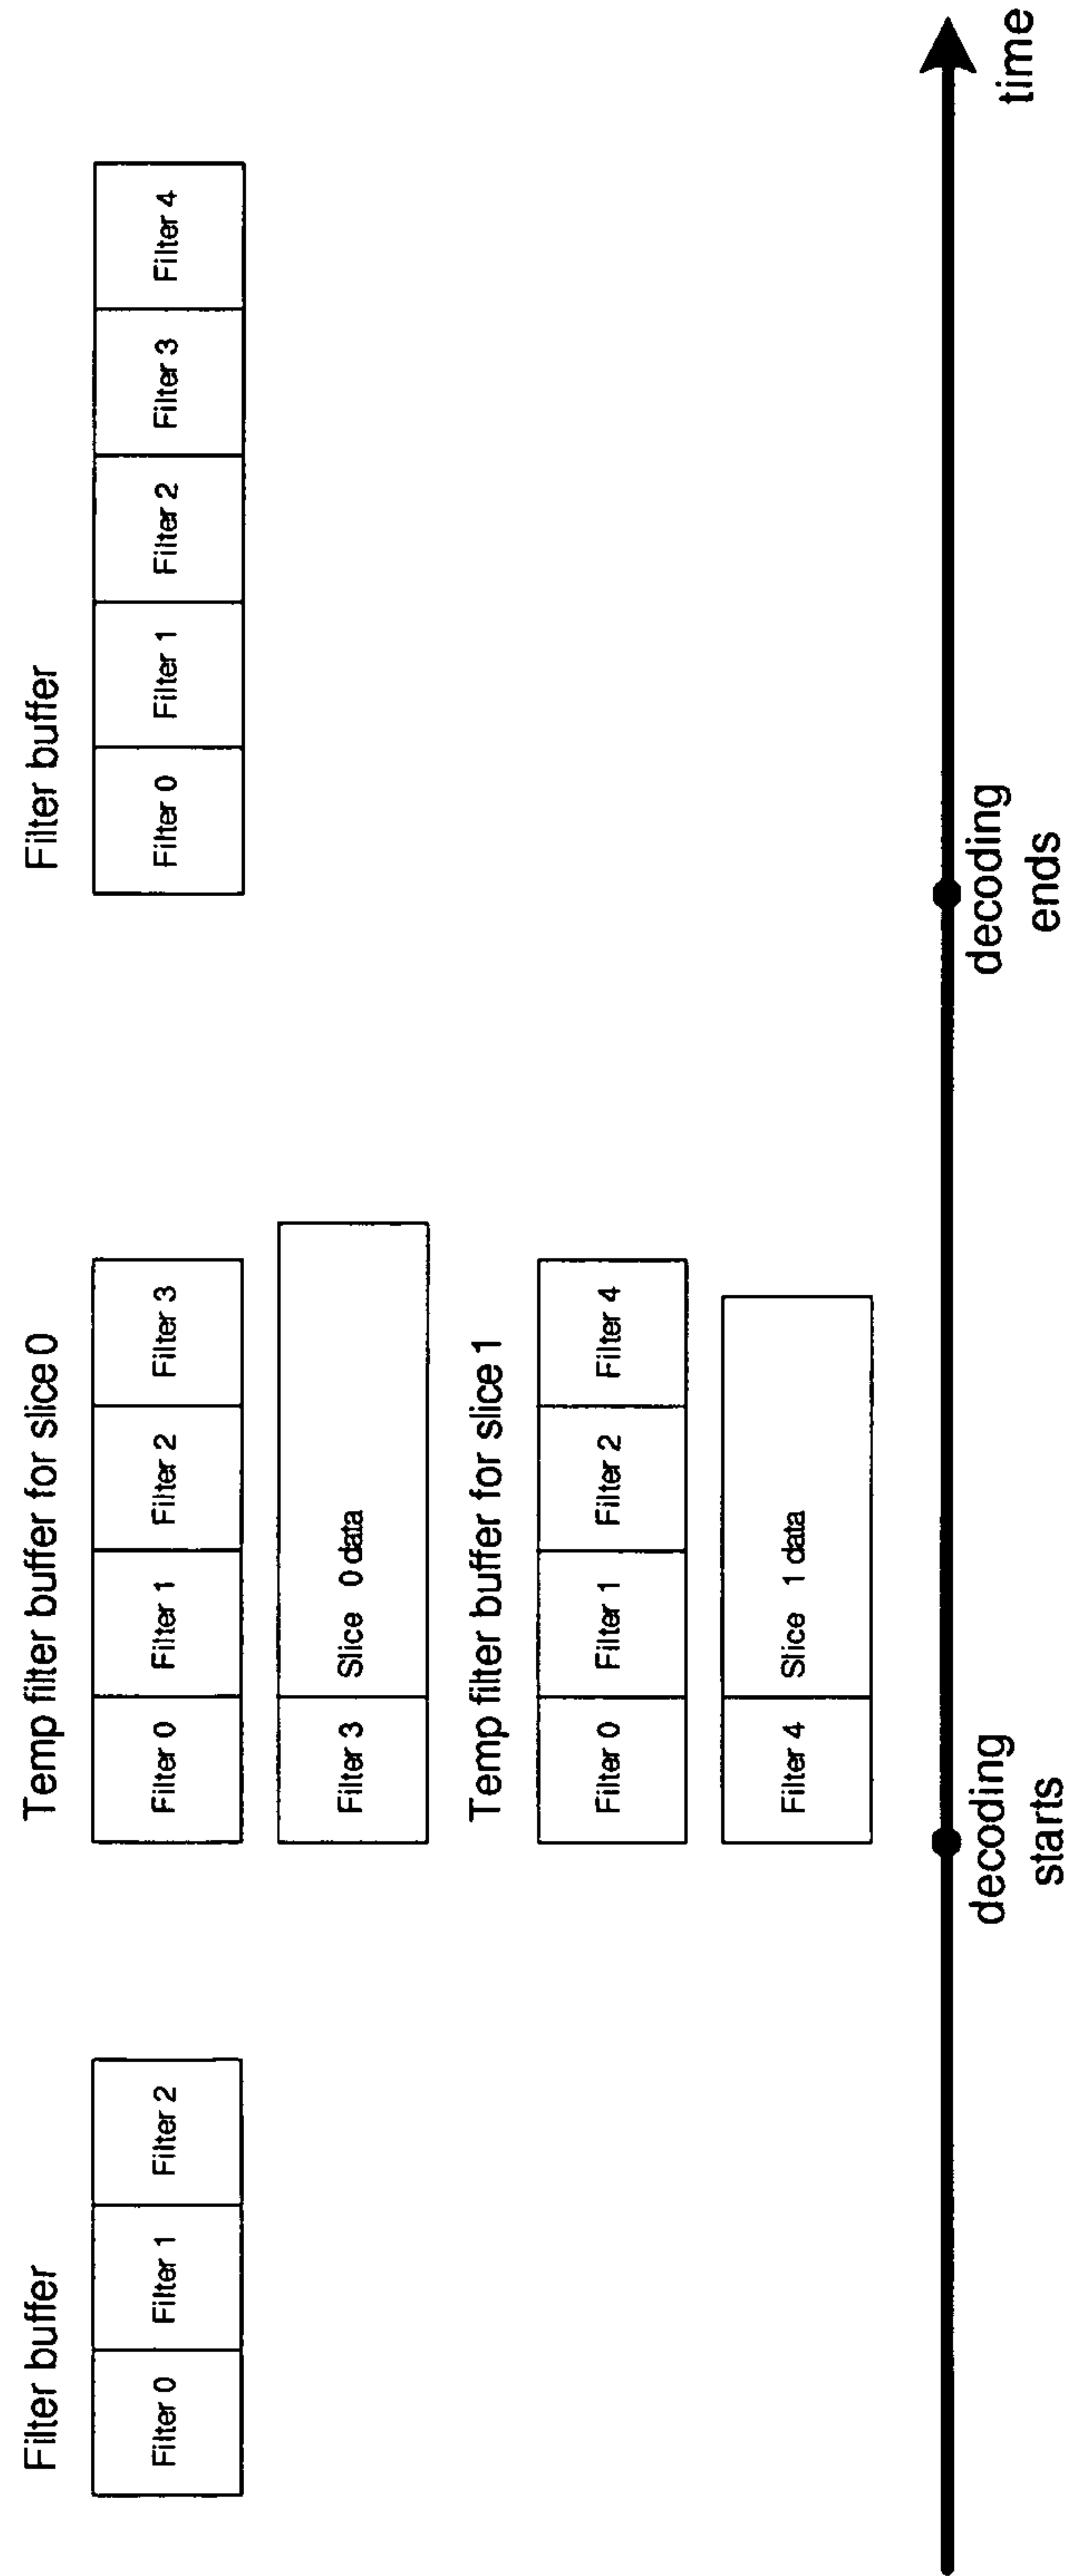 Filter buffer
Filter 0 Filter 1 Filter 2
Temp filter buffer for slice 0
Filter 0 Filter 1 Filter 2 Filter 3
Filter 3 Slice 0 data
Temp filter buffer for slice 1
Filter 0 Filter 1 Filter 2 Filter 4
Filter 4 Slice 1 data
Filter buffer
Filter 0 Filter 1 Filter 2 Filter 3 Filter 4
decoding
starts
decoding
ends
time